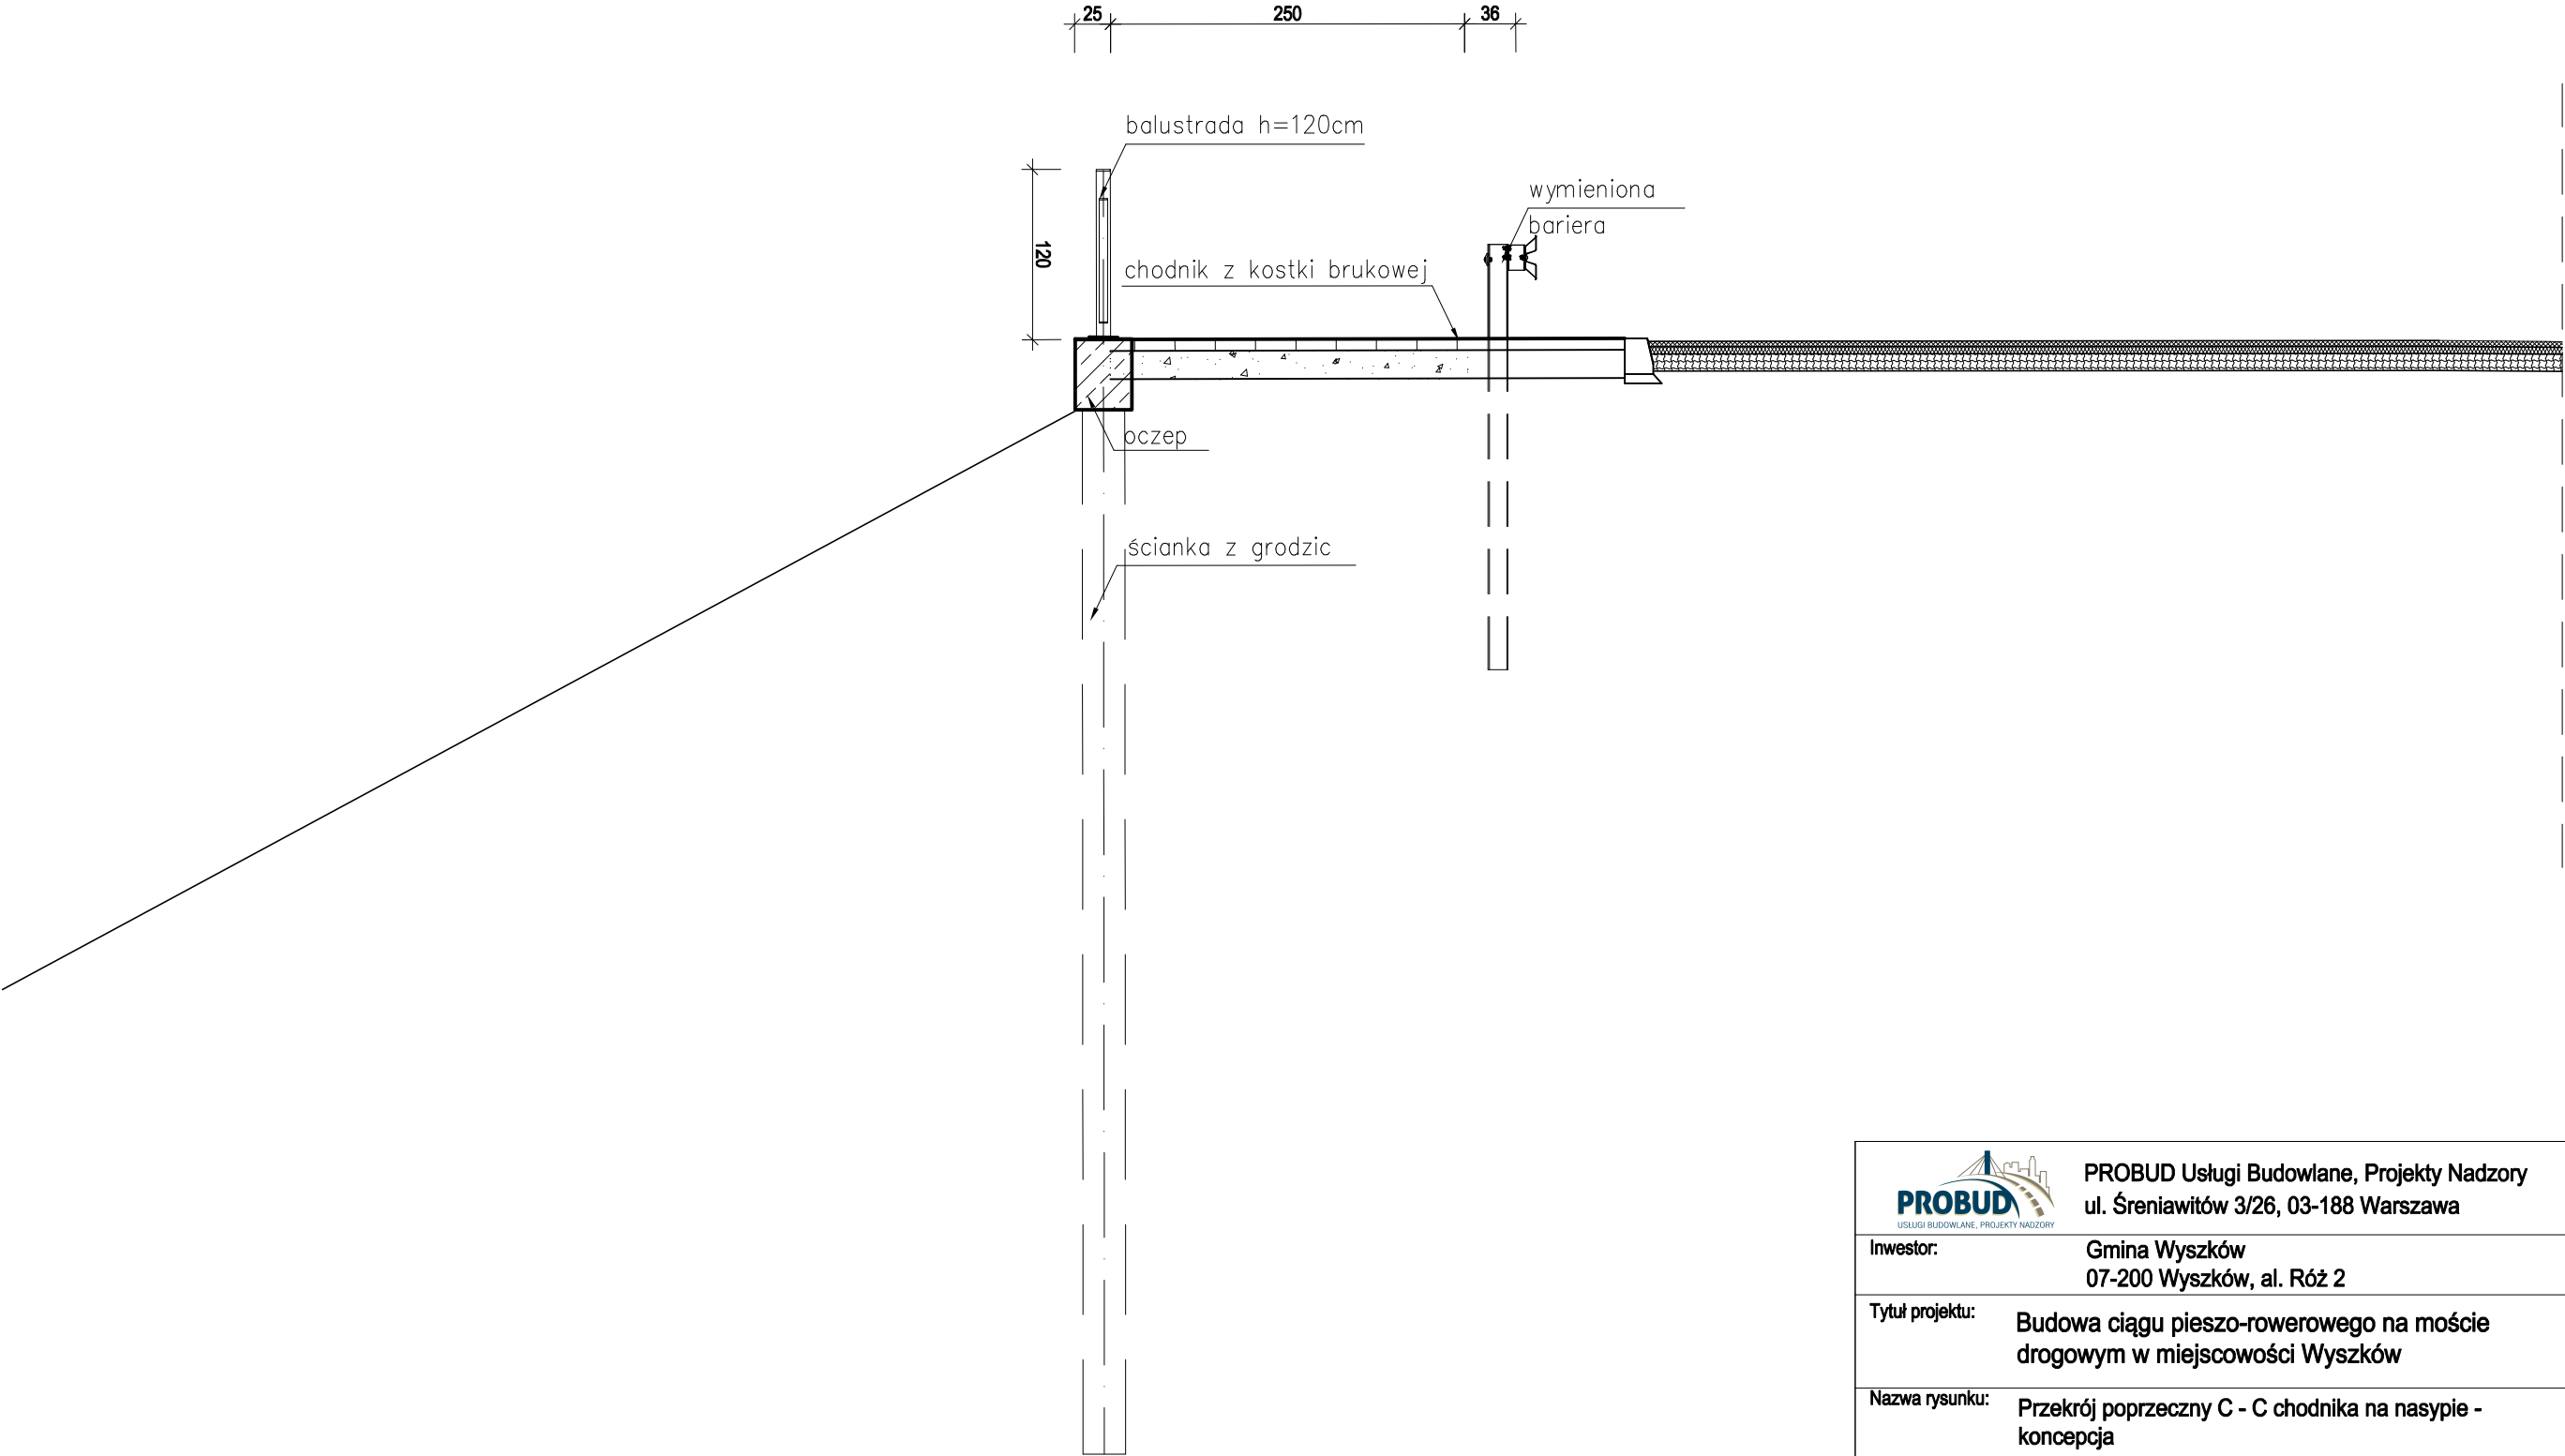 25 250 36
balustrada h=120cm
wymieniona
bariera
120
chodnik z kostki brukowej
oczep
ścianka z grodzic
PROBUD
USŁUGI BUDOWLANE, PROJEKTY NADZORY
PROBUD Usługi Budowlane, Projekty Nadzory
ul. Śreniawitów 3/26, 03-188 Warszawa
Inwestor:
Gmina Wyszków
07-200 Wyszków, al. Róż 2
Tytuł projektu:
Budowa ciągu pieszo-rowerowego na moście
drogowym w miejscowości Wyszków
Nazwa rysunku:
Przekrój poprzeczny C - C chodnika na nasypie -
koncepcja